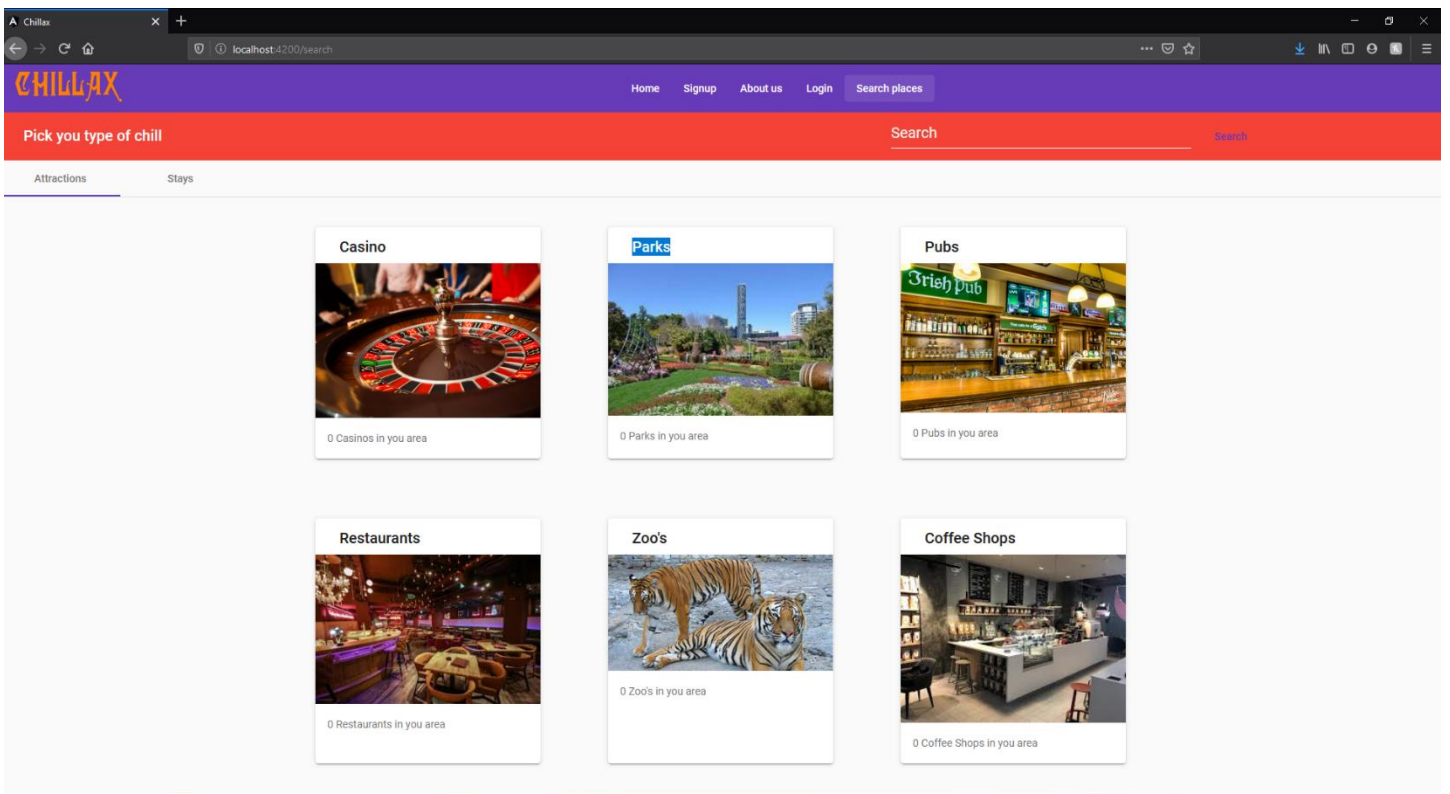 Chillax
localhost:4200/search
CHILLAX
Home Signup About us Login Search places
Pick you type of chill
Search
Search
Attractions Stays
Casino
Parks
Pubs
Irish Pub
0 Casinos in you area
0 Parks in you area
0 Pubs in you area
Restaurants
Zoo's
Coffee Shops
0 Restaurants in you area
0 Zoo's in you area
0 Coffee Shops in you area